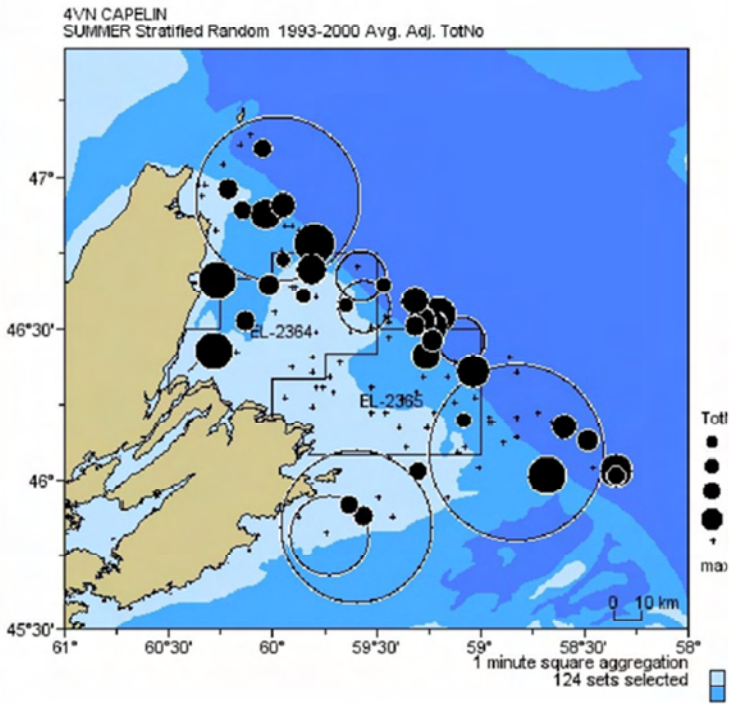 4VN CAPELIN
SUMMER Stratified Random 1993-2000 Avg. Adj. TotNo
47°
46°30'
46°
45°30'
EL-2364
EL-2365
Totl
max
0 10 km
61° 60°30' 60° 59°30' 59° 58°30' 58°
1 minute square aggregation
124 sets selected